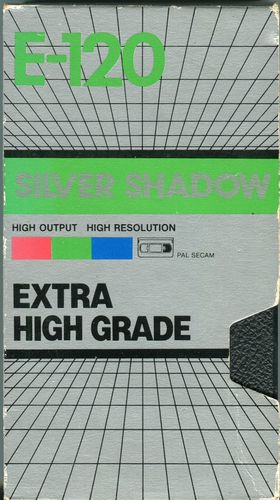 E-120
SILVER SHADOW
HIGH OUTPUT HIGH RESOLUTION
PAL SECAM
EXTRA
HIGH GRADE